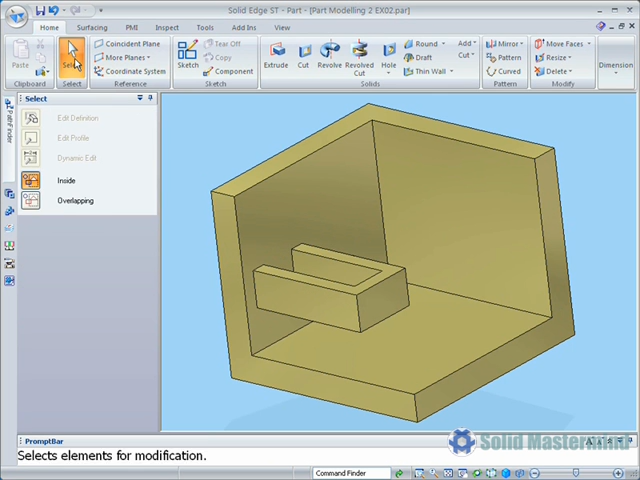 Solid Edge ST - Part - [Part Modelling 2 EX02.par]
Home Surfacing PMI Inspect Tools Add Ins View
Coincident Plane Tear Off Round Add Mirror Move Faces
Paste Select More Planes Sketch Copy Extrude Cut Revolve Revolved Cut Hole Draft Cut Pattern Resize Dimension
Coordinate System Component Thin Wall Curved Delete
Clipboard Select Reference Sketch Solids Pattern Modify
Select
PathFinder
Edit Definition
Edit Profile
Dynamic Edit
Inside
Overlapping
PromptBar
Solid Mastermind
Selects elements for modification.
Command Finder